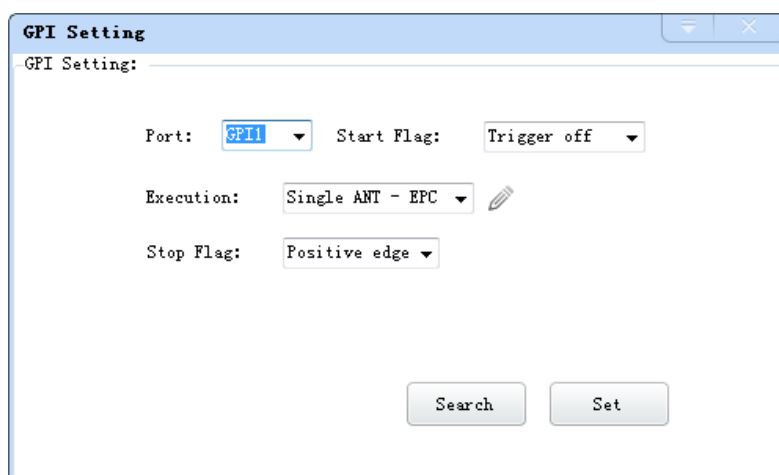 GPI Setting
GPI Setting:
Port: GPI1 Start Flag: Trigger off
Execution: Single ANT - EPC
Stop Flag: Positive edge
Search Set